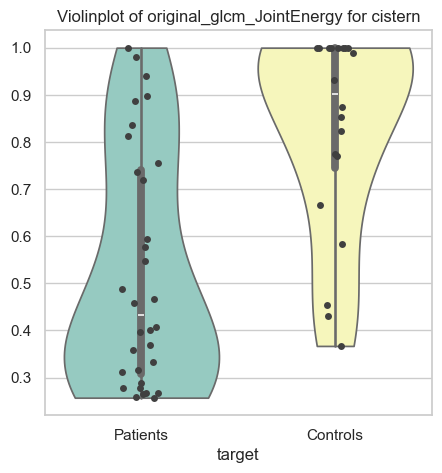 Violinplot of original_glcm_JointEnergy for cistern
1.0
0.9
0.8
0.7
0.6
0.5
0.4
0.3
Patients Controls
target